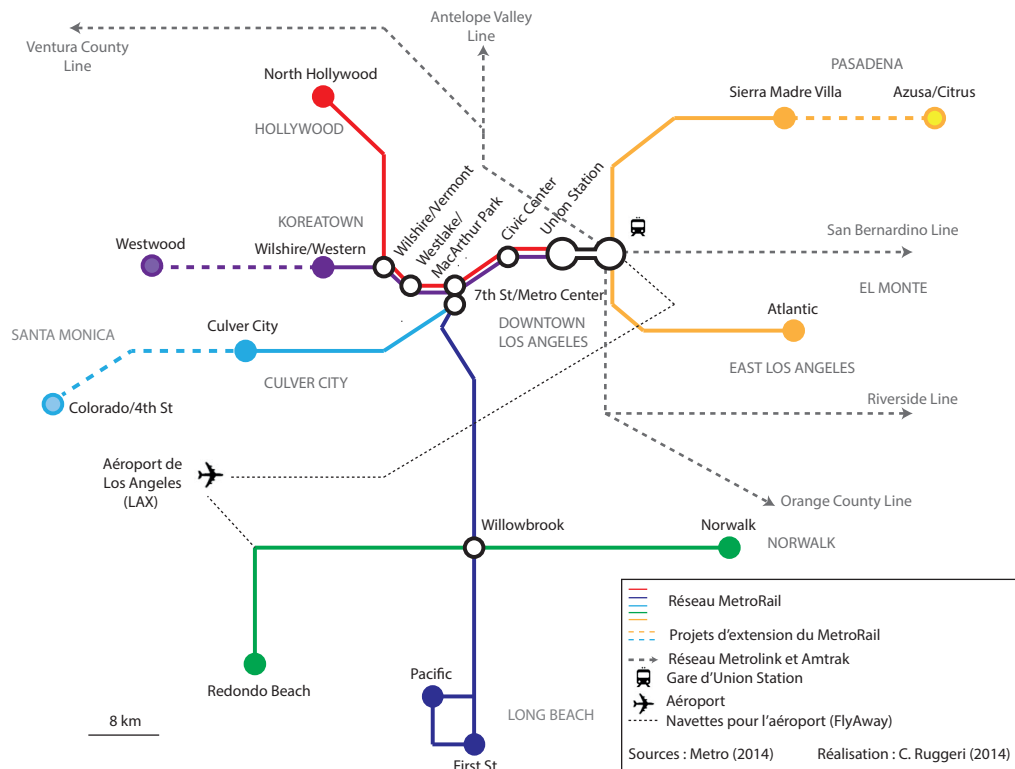 Antelope Valley
Line
Ventura County
Line
PASADENA
North Hollywood
Sierra Madre Villa
Azusa/Citrus
HOLLYWOOD
Wilshire/Vermont
Westlake/
MacArthur Park
Civic Center
Union Station
KOREATOWN
Westwood
Wilshire/Western
San Bernardino Line
EL MONTE
7th St/Metro Center
DOWNTOWN
LOS ANGELES
Atlantic
SANTA MONICA
Culver City
EAST LOS ANGELES
CULVER CITY
Colorado/4th St
Riverside Line
Aéroport de
Los Angeles
(LAX)
Orange County Line
Willowbrook
Norwalk
NORWALK
Redondo Beach
Pacific
LONG BEACH
First St
8 km
Réseau MetroRail
Projets d'extension du MetroRail
Réseau Metrolink et Amtrak
Gare d'Union Station
Aéroport
Navettes pour l'aéroport (FlyAway)
Sources : Metro (2014) Réalisation : C. Ruggeri (2014)